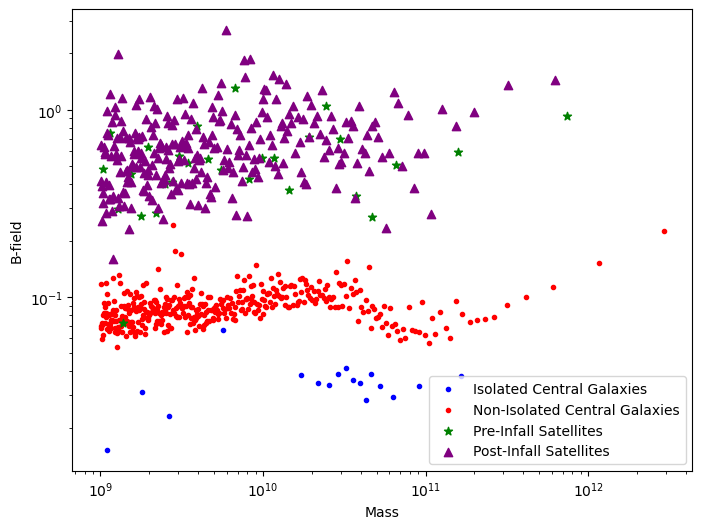 B-field
10⁰
10⁻¹
10⁹
10¹⁰
10¹¹
10¹²
Mass
Isolated Central Galaxies
Non-Isolated Central Galaxies
Pre-Infall Satellites
Post-Infall Satellites